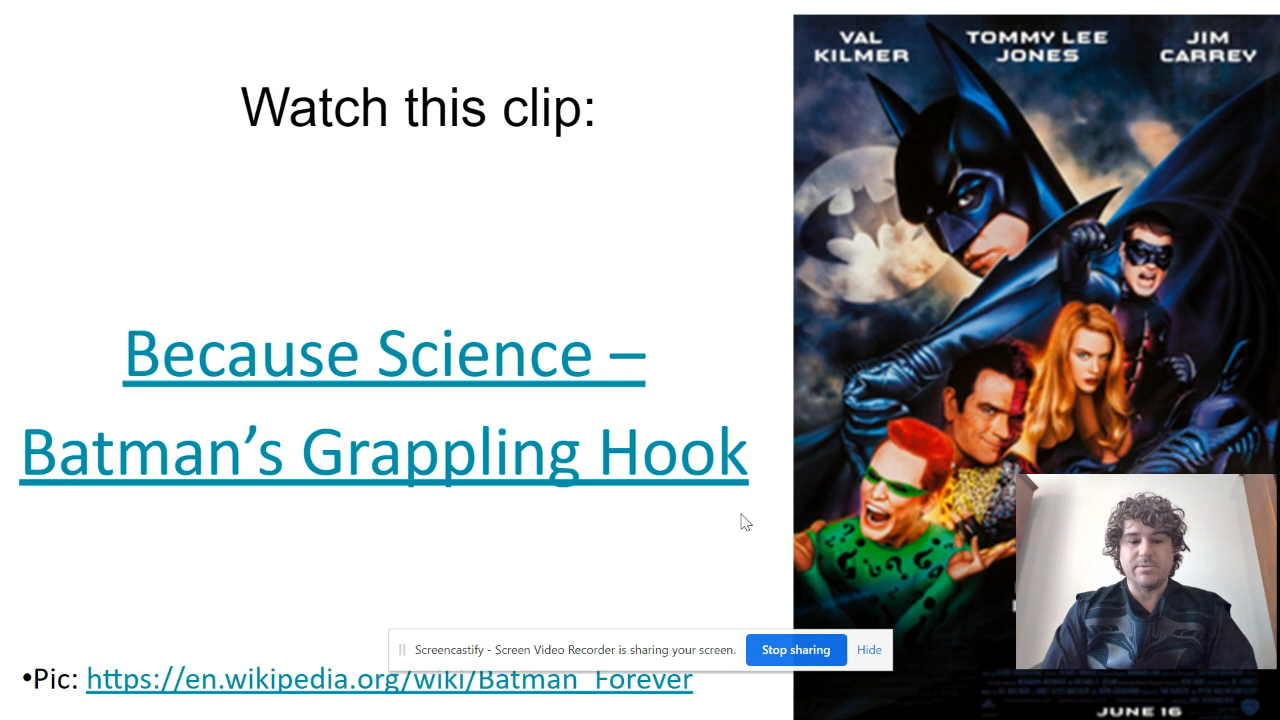 VAL
KILMER
TOMMY LEE
JONES
JIM
CARREY
Watch this clip:
Because Science –
Batman’s Grappling Hook
Screencastify - Screen Video Recorder is sharing your screen.
Stop sharing
Hide
•Pic: https://en.wikipedia.org/wiki/Batman_Forever
JUNE 16